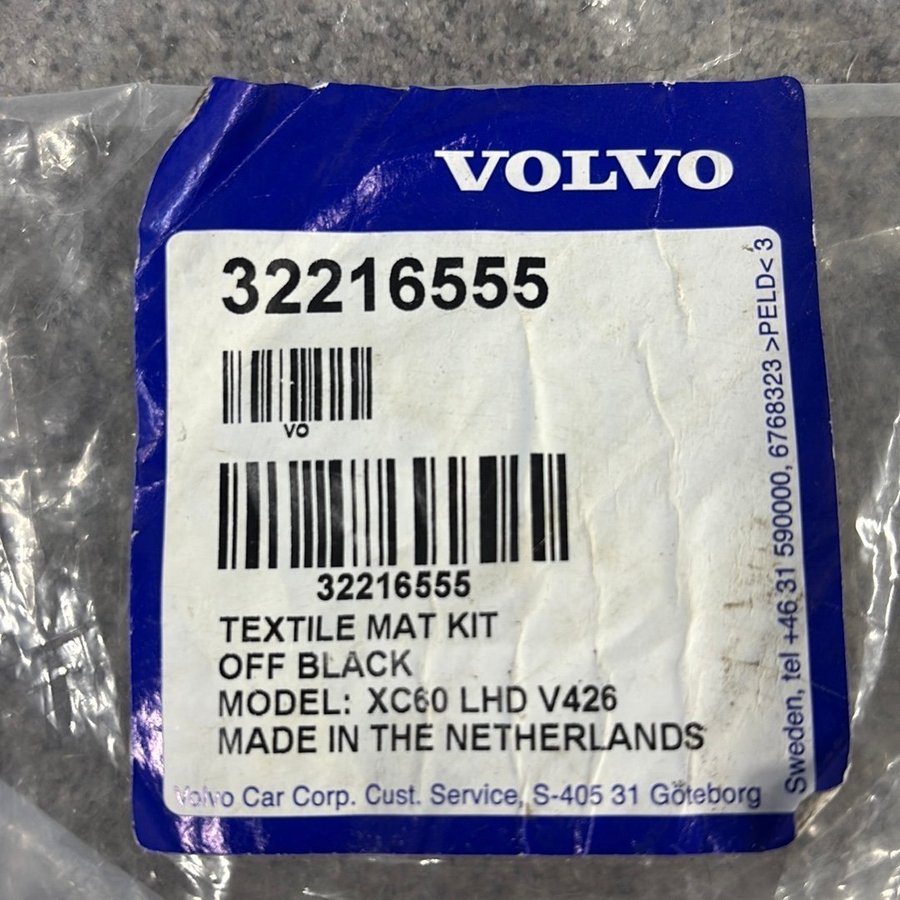 VOLVO
32216555
VO
32216555
TEXTILE MAT KIT
OFF BLACK
MODEL: XC60 LHD V426
MADE IN THE NETHERLANDS
Volvo Car Corp. Cust. Service, S-405 31 Göteborg
Sweden, tel +46 31 590000, 6768323 >PELD< 3